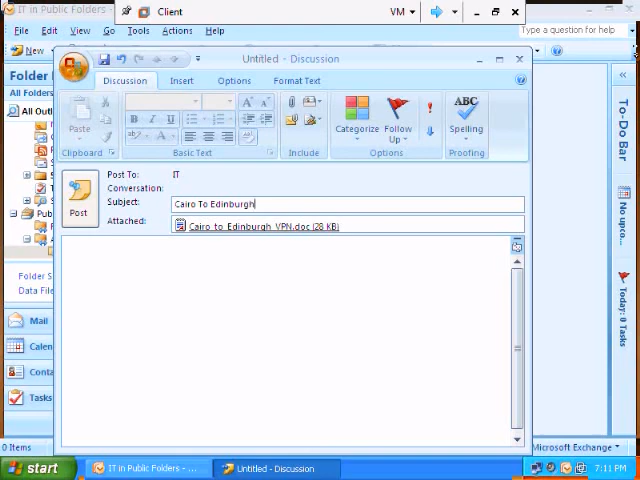 IT in Public Folders - M
Client
VM
File Edit View Go Tools Actions Help
Type a question for help
New
Untitled - Discussion
Discussion Insert Options Format Text
Folder
All Folders
All Outl
Paste
Clipboard
B I U
ab A
Basic Text
Include
Categorize Follow Up
Options
ABC
Spelling
Proofing
To-Do Bar
No upco...
Today: 0 Tasks
Post
Post To: IT
Conversation:
Subject: Cairo To Edinburgh
Attached: Cairo_to_Edinburgh_VPN.doc (28 KB)
Publ
Folder S
Data File
Mail
Calen
Conta
Tasks
0 Items
Microsoft Exchange
start
IT in Public Folders - ...
Untitled - Discussion
7:11 PM